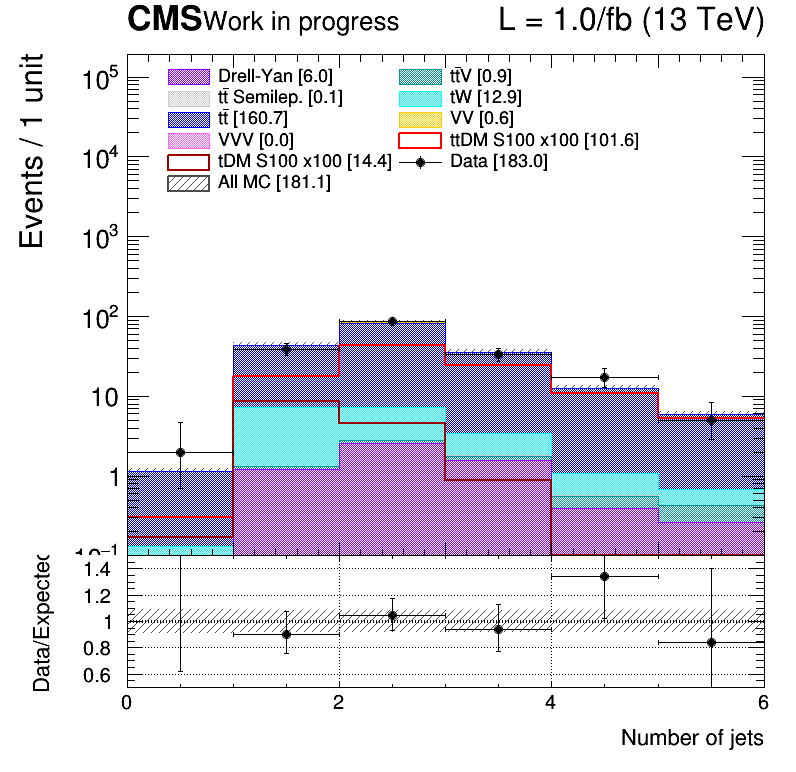 CMS Work in progress L = 1.0/fb (13 TeV)
Events / 1 unit
Drell-Yan [6.0] tt̄V [0.9]
tt̄ Semilep. [0.1] tW [12.9]
tt̄ [160.7] VV [0.6]
VVV [0.0] ttDM S100 x100 [101.6]
tDM S100 x100 [14.4] Data [183.0]
All MC [181.1]
10⁵
10⁴
10³
10²
10
1
10⁻¹
Data/Expected
1.4
1.2
1
0.8
0.6
0 2 4 6
Number of jets